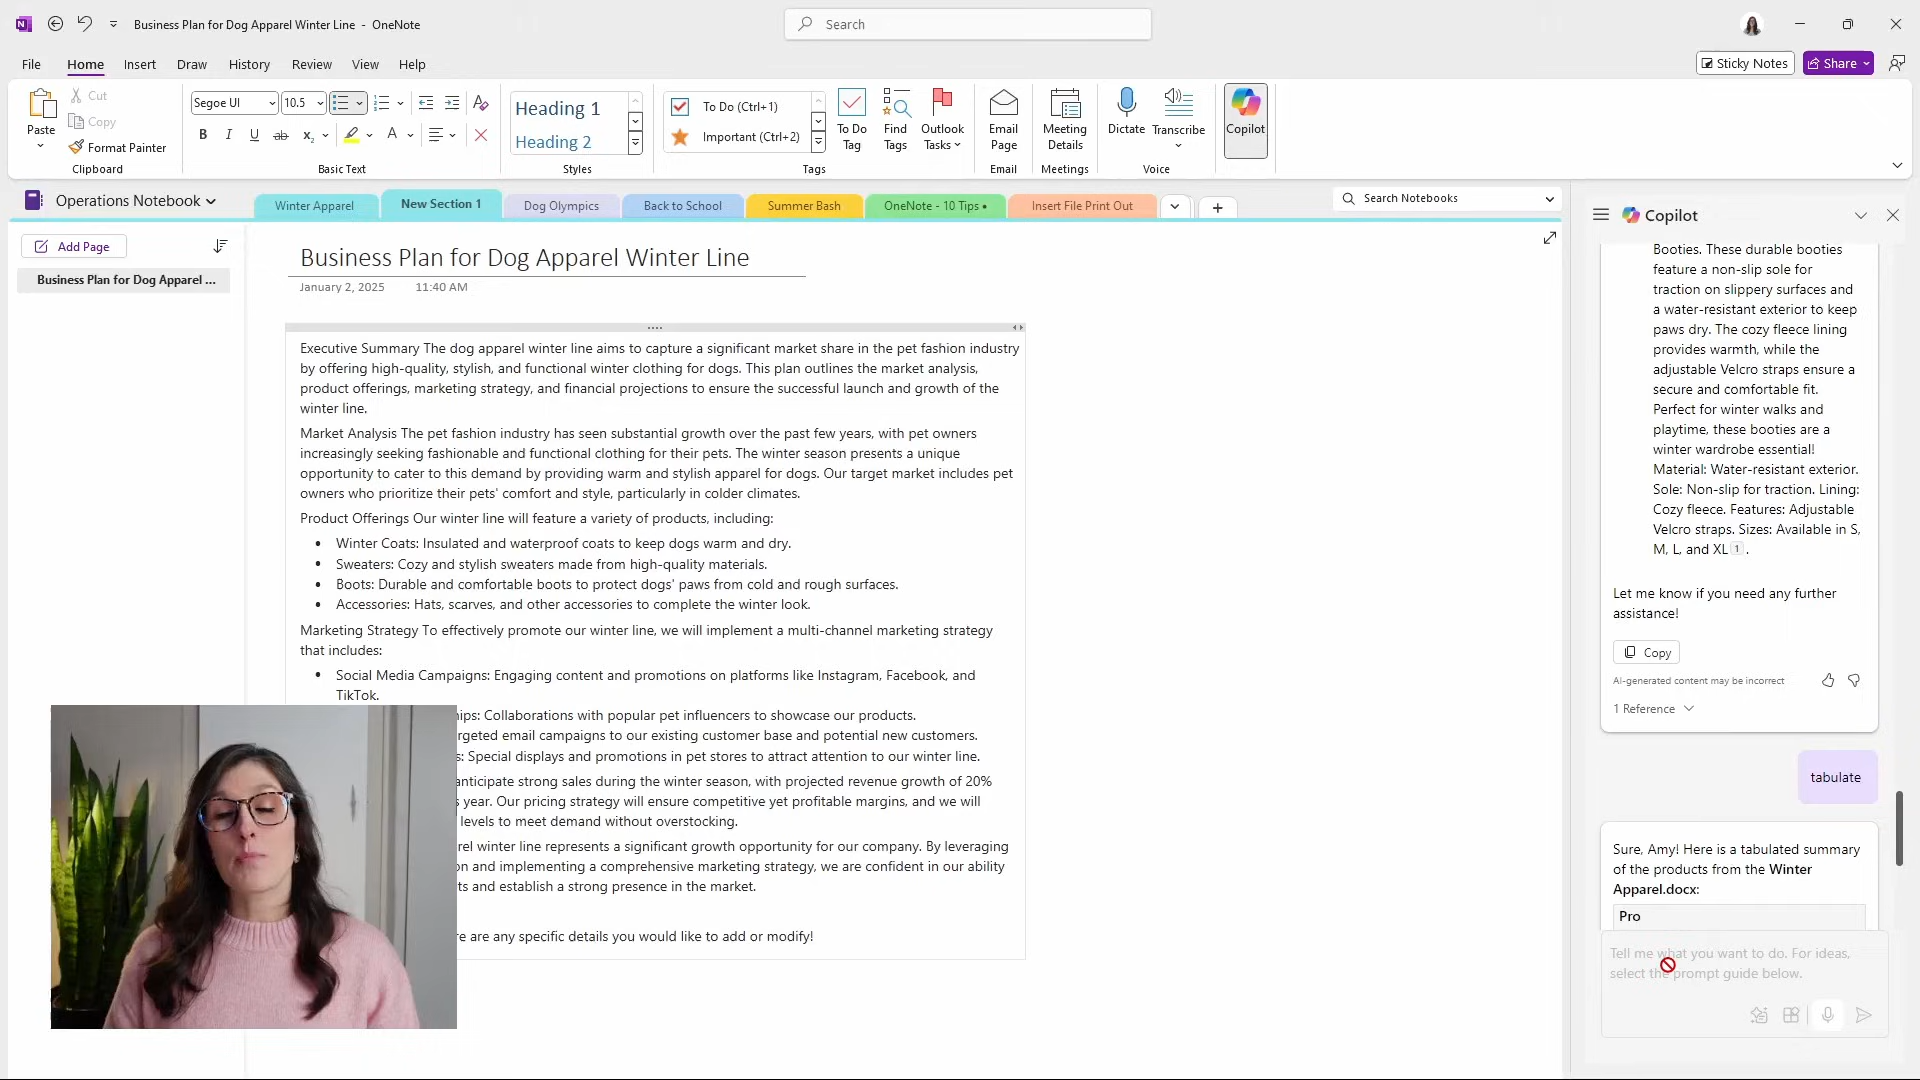 Business Plan for Dog Apparel Winter Line - OneNote
Search
File Home Insert Draw History Review View Help
Sticky Notes
Share
Paste
Cut
Copy
Format Painter
Clipboard
Segoe UI
10.5
Basic Text
Heading 1
Heading 2
Styles
To Do (Ctrl+1)
Important (Ctrl+2)
To Do
Tag
Find
Tags
Outlook
Tasks
Tags
Email
Page
Email
Meeting
Details
Meetings
Dictate
Transcribe
Voice
Copilot
Operations Notebook
Winter Apparel
New Section 1
Dog Olympics
Back to School
Summer Bash
OneNote - 10 Tips
Insert File Print Out
Search Notebooks
Add Page
Business Plan for Dog Apparel ...
Business Plan for Dog Apparel Winter Line
January 2, 2025 11:40 AM
Executive Summary The dog apparel winter line aims to capture a significant market share in the pet fashion industry
by offering high-quality, stylish, and functional winter clothing for dogs. This plan outlines the market analysis,
product offerings, marketing strategy, and financial projections to ensure the successful launch and growth of the
winter line.
Market Analysis The pet fashion industry has seen substantial growth over the past few years, with pet owners
increasingly seeking fashionable and functional clothing for their pets. The winter season presents a unique
opportunity to cater to this demand by providing warm and stylish apparel for dogs. Our target market includes pet
owners who prioritize their pets' comfort and style, particularly in colder climates.
Product Offerings Our winter line will feature a variety of products, including:
• Winter Coats: Insulated and waterproof coats to keep dogs warm and dry.
• Sweaters: Cozy and stylish sweaters made from high-quality materials.
• Boots: Durable and comfortable boots to protect dogs' paws from cold and rough surfaces.
• Accessories: Hats, scarves, and other accessories to complete the winter look.
Marketing Strategy To effectively promote our winter line, we will implement a multi-channel marketing strategy
that includes:
• Social Media Campaigns: Engaging content and promotions on platforms like Instagram, Facebook, and
TikTok.
ips: Collaborations with popular pet influencers to showcase our products.
rgeted email campaigns to our existing customer base and potential new customers.
s: Special displays and promotions in pet stores to attract attention to our winter line.
anticipate strong sales during the winter season, with projected revenue growth of 20%
s year. Our pricing strategy will ensure competitive yet profitable margins, and we will
levels to meet demand without overstocking.
rel winter line represents a significant growth opportunity for our company. By leveraging
on and implementing a comprehensive marketing strategy, we are confident in our ability
ts and establish a strong presence in the market.
re are any specific details you would like to add or modify!
Copilot
Booties. These durable booties
feature a non-slip sole for
traction on slippery surfaces and
a water-resistant exterior to keep
paws dry. The cozy fleece lining
provides warmth, while the
adjustable Velcro straps ensure a
secure and comfortable fit.
Perfect for winter walks and
playtime, these booties are a
winter wardrobe essential!
Material: Water-resistant exterior.
Sole: Non-slip for traction. Lining:
Cozy fleece. Features: Adjustable
Velcro straps. Sizes: Available in S,
M, L, and XL 1 .
Let me know if you need any further
assistance!
Copy
AI-generated content may be incorrect
1 Reference
tabulate
Sure, Amy! Here is a tabulated summary
of the products from the Winter
Apparel.docx:
Pro
Tell me what you want to do. For ideas,
select the prompt guide below.